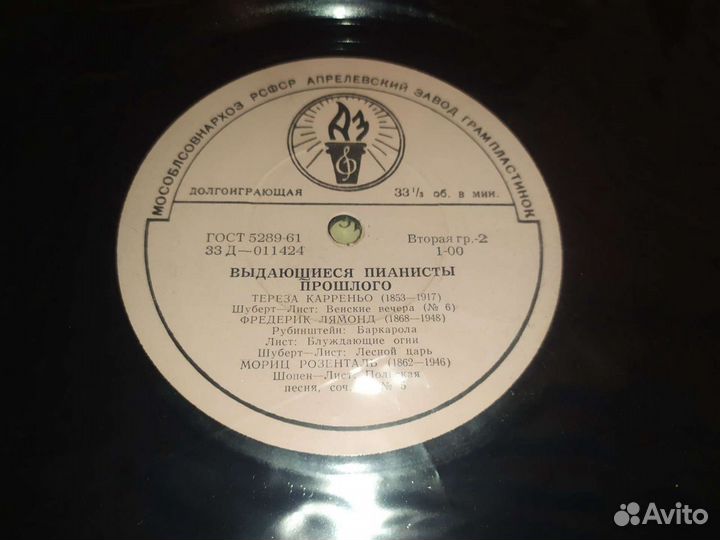 МОСОБЛСОВНАРХОЗ РСФСР АПРЕЛЕВСКИЙ ЗАВОД ГРАМПЛАСТИНОК
АЗ
ДОЛГОИГРАЮЩАЯ 33 1/3 об. в мин.
ГОСТ 5289-61 Вторая гр.-2
33 Д—011424 1-00
ВЫДАЮЩИЕСЯ ПИАНИСТЫ
ПРОШЛОГО
ТЕРЕЗА КАРРЕНЬО (1853—1917)
Шуберт—Лист: Венские вечера (№ 6)
ФРЕДЕРИК ЛЯМОНД (1868—1948)
Рубинштейн: Баркарола
Лист: Блуждающие огни
Шуберт—Лист: Лесной царь
МОРИЦ РОЗЕНТАЛЬ (1862—1946)
Шопен—Лист: Польская
песня, соч. № 5
Avito